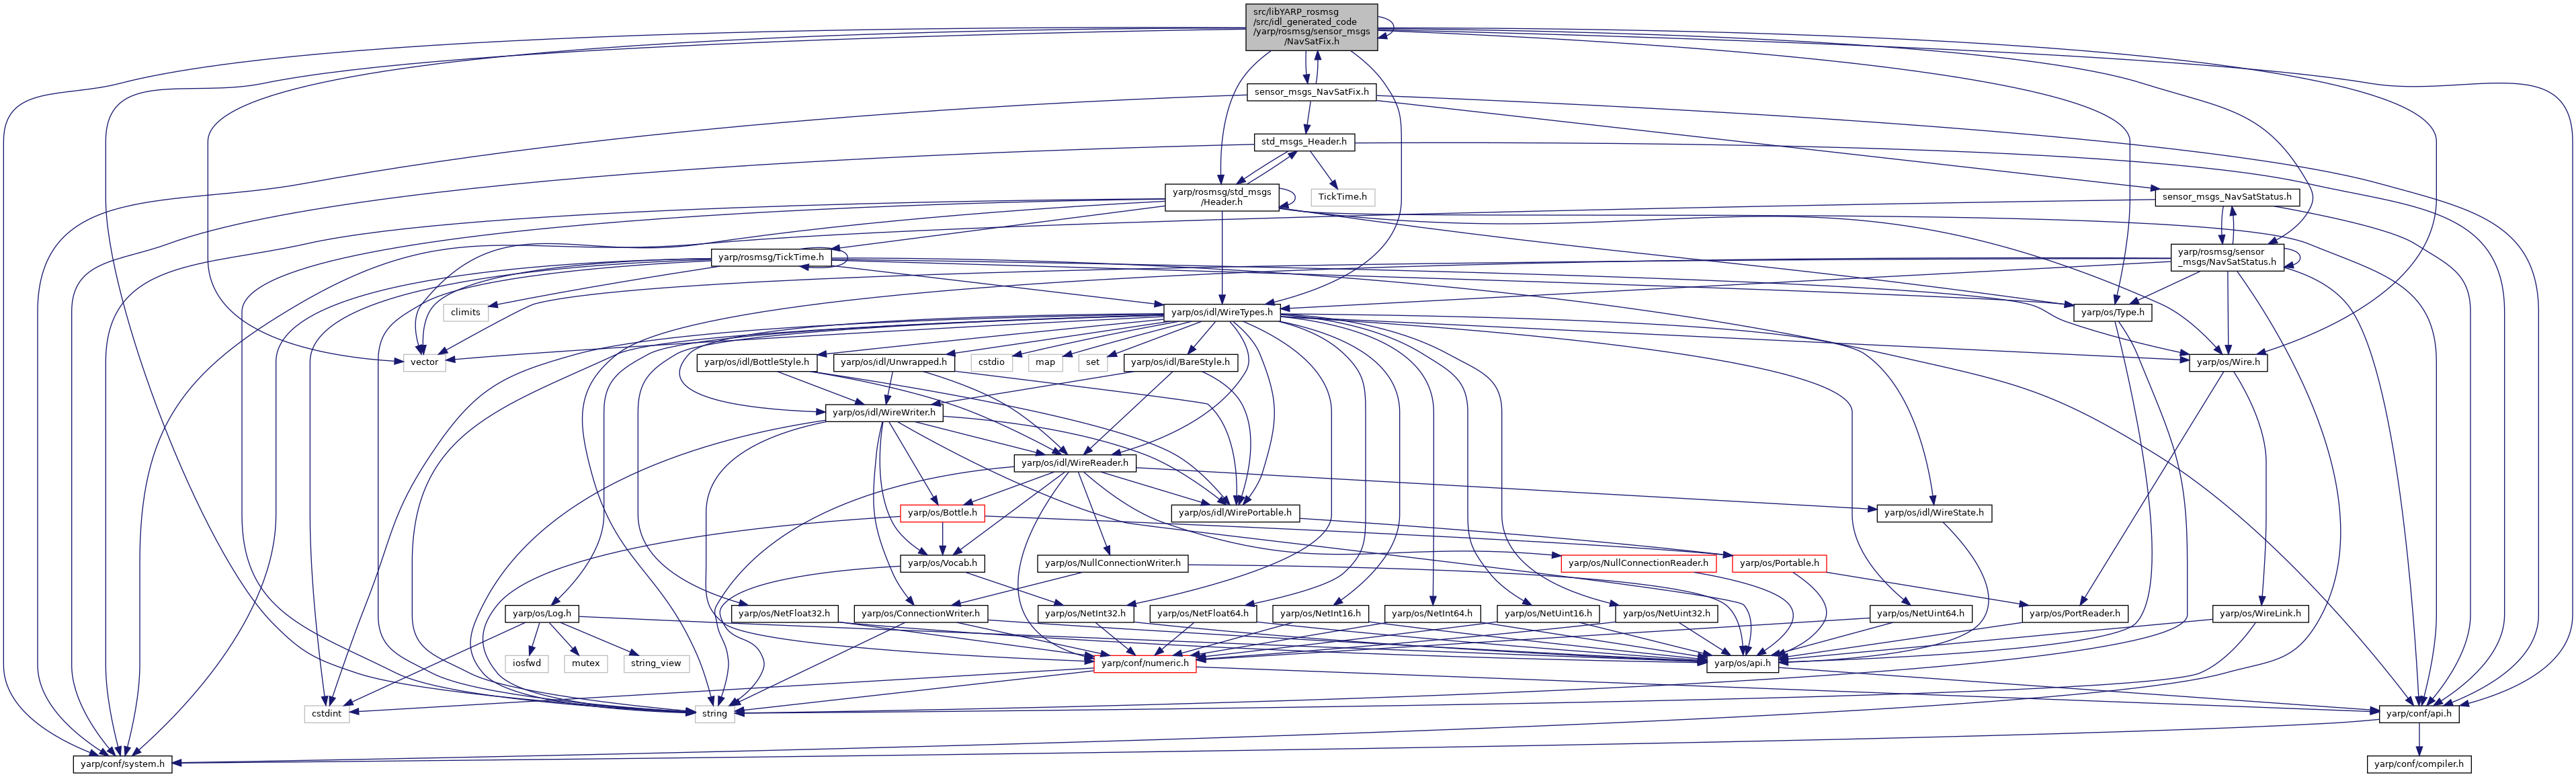 src/libYARP_rosmsg
/src/idl_generated_code
/yarp/rosmsg/sensor_msgs
/NavSatFix.h
sensor_msgs_NavSatFix.h
std_msgs_Header.h
yarp/rosmsg/std_msgs
/Header.h
TickTime.h
sensor_msgs_NavSatStatus.h
yarp/rosmsg/TickTime.h
yarp/rosmsg/sensor
_msgs/NavSatStatus.h
climits
yarp/os/idl/WireTypes.h
yarp/os/Type.h
vector
yarp/os/idl/BottleStyle.h
yarp/os/idl/Unwrapped.h
cstdio
map
set
yarp/os/idl/BareStyle.h
yarp/os/Wire.h
yarp/os/idl/WireWriter.h
yarp/os/idl/WireReader.h
yarp/os/Bottle.h
yarp/os/idl/WirePortable.h
yarp/os/idl/WireState.h
yarp/os/Vocab.h
yarp/os/NullConnectionWriter.h
yarp/os/NullConnectionReader.h
yarp/os/Portable.h
yarp/os/Log.h
yarp/os/NetFloat32.h
yarp/os/ConnectionWriter.h
yarp/os/NetInt32.h
yarp/os/NetFloat64.h
yarp/os/NetInt16.h
yarp/os/NetInt64.h
yarp/os/NetUint16.h
yarp/os/NetUint32.h
yarp/os/NetUint64.h
yarp/os/PortReader.h
yarp/os/WireLink.h
iosfwd
mutex
string_view
yarp/conf/numeric.h
yarp/os/api.h
cstdint
string
yarp/conf/api.h
yarp/conf/system.h
yarp/conf/compiler.h